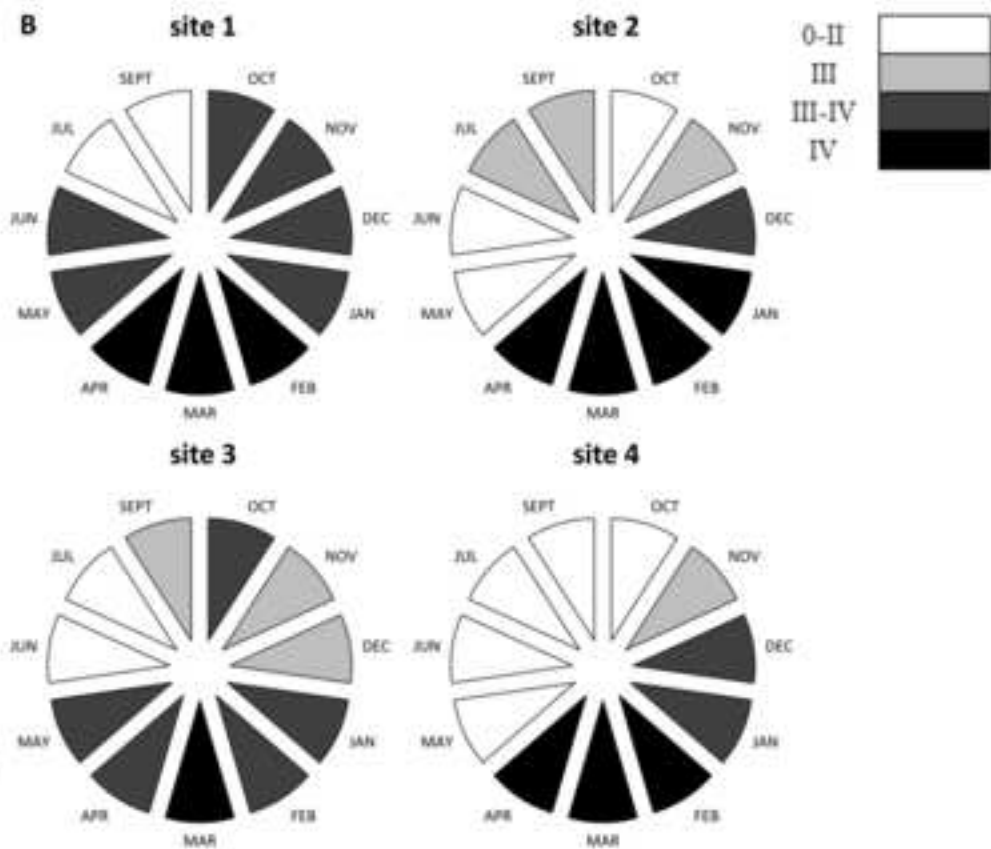 B
site 1
site 2
0-II
III
III-IV
IV
SEPT
OCT
JUL
NOV
JUN
DEC
MAY
JAN
APR
FEB
MAR
SEPT
OCT
JUL
NOV
JUN
DEC
MAY
JAN
APR
FEB
MAR
site 3
site 4
SEPT
OCT
JUL
NOV
JUN
DEC
MAY
JAN
APR
FEB
MAR
SEPT
OCT
JUL
NOV
JUN
DEC
MAY
JAN
APR
FEB
MAR